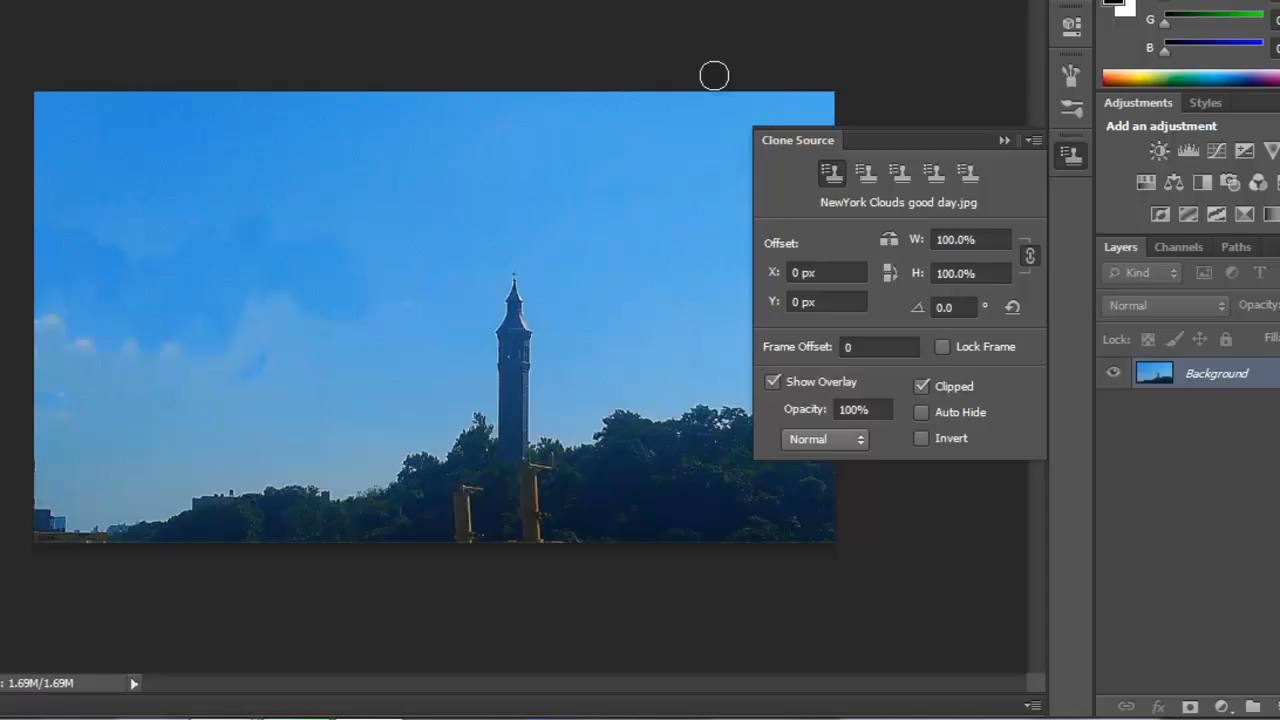 G
B
Adjustments Styles
Add an adjustment
Clone Source
NewYork Clouds good day.jpg
Offset:
W: 100.0%
X: 0 px
H: 100.0%
Y: 0 px
0.0 °
Frame Offset: 0
Lock Frame
Show Overlay
Clipped
Opacity: 100%
Auto Hide
Normal
Invert
Layers Channels Paths
Kind
Normal
Opacity:
Lock:
Background
: 1.69M/1.69M
fx